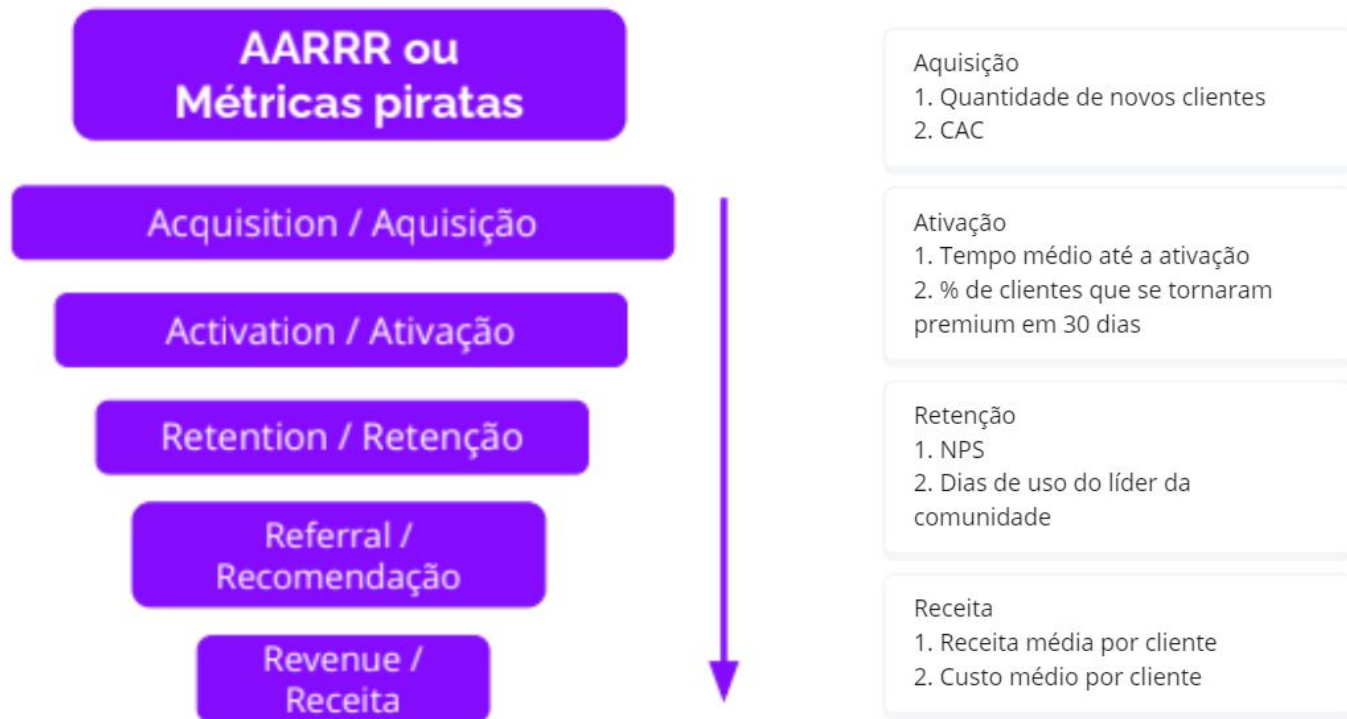 AARRR ou
Métricas piratas
Acquisition / Aquisição
Activation / Ativação
Retention / Retenção
Referral /
Recomendação
Revenue /
Receita
Aquisição
1. Quantidade de novos clientes
2. CAC
Ativação
1. Tempo médio até a ativação
2. % de clientes que se tornaram
premium em 30 dias
Retenção
1. NPS
2. Dias de uso do líder da
comunidade
Receita
1. Receita média por cliente
2. Custo médio por cliente